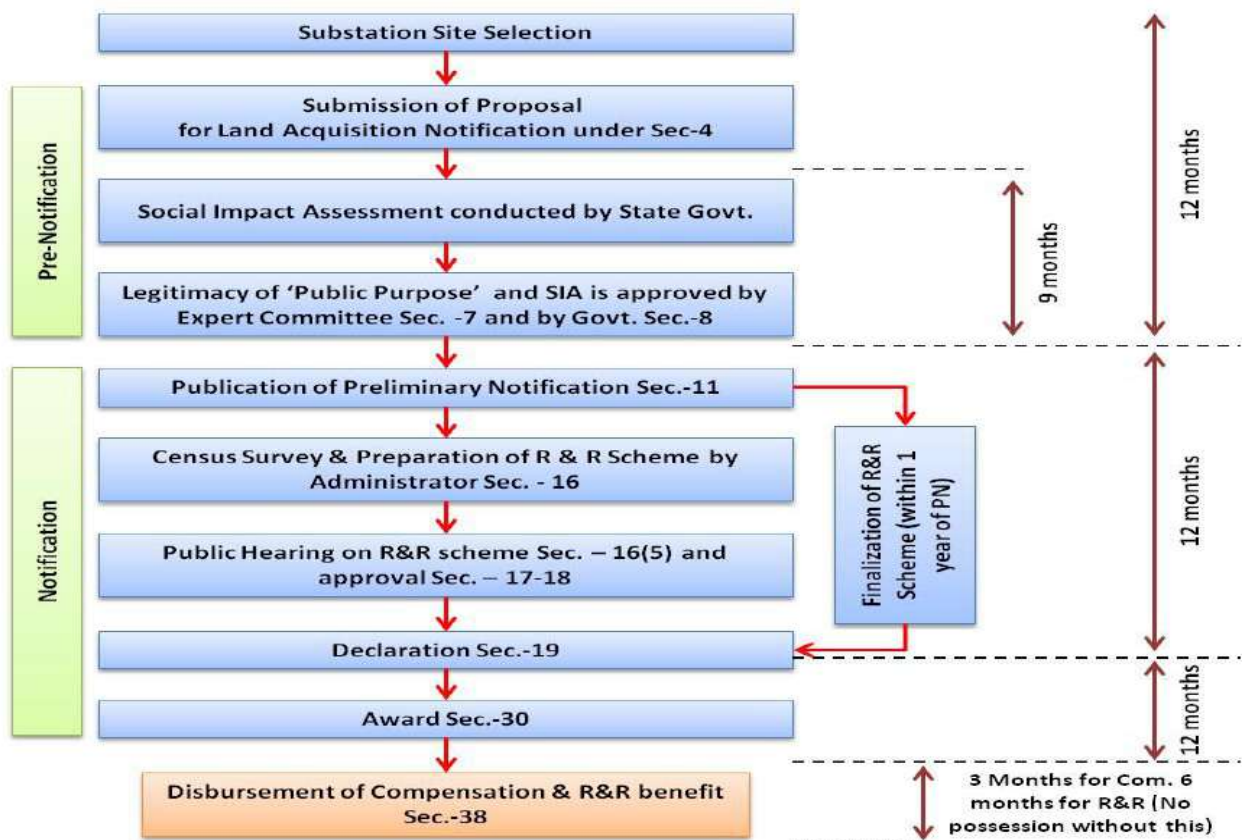 Substation Site Selection
Submission of Proposal
for Land Acquisition Notification under Sec-4
Social Impact Assessment conducted by State Govt.
Legitimacy of ‘Public Purpose’ and SIA is approved by
Expert Committee Sec. -7 and by Govt. Sec.-8
Pre-Notification
9 months
12 months
Publication of Preliminary Notification Sec.-11
Census Survey & Preparation of R & R Scheme by
Administrator Sec. - 16
Public Hearing on R&R scheme Sec. – 16(5) and
approval Sec. – 17-18
Declaration Sec.-19
Award Sec.-30
Notification
Finalization of R&R
Scheme (within 1
year of PN)
12 months
12 months
Disbursement of Compensation & R&R benefit
Sec.-38
3 Months for Com. 6
months for R&R (No
possession without this)